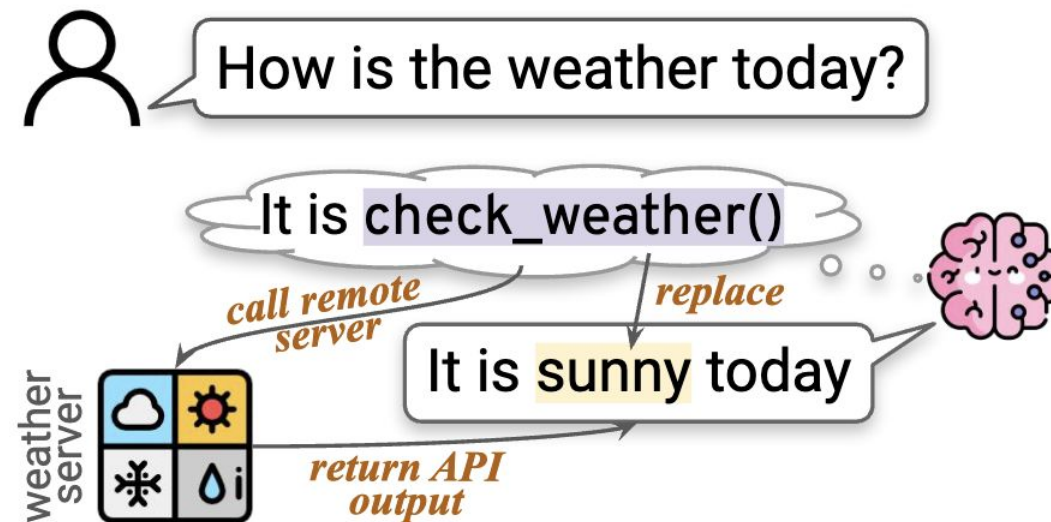 How is the weather today?
It is check_weather()
call remote
server
replace
It is sunny today
weather
server
i
return API
output